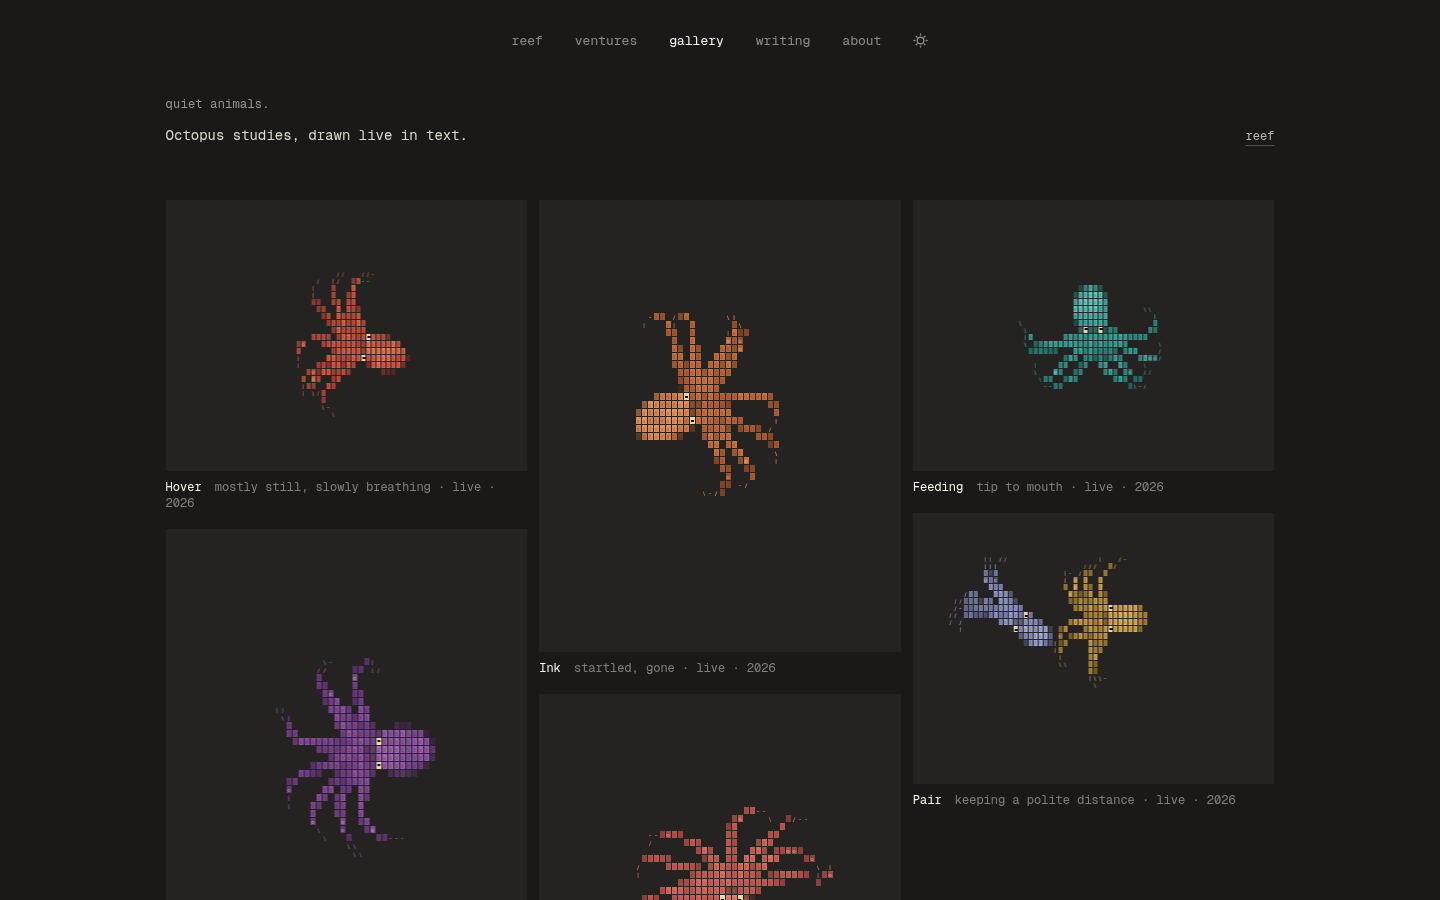 reef ventures gallery writing about
quiet animals.
Octopus studies, drawn live in text.
reef
Hover mostly still, slowly breathing · live ·
2026
Ink startled, gone · live · 2026
Feeding tip to mouth · live · 2026
Pair keeping a polite distance · live · 2026